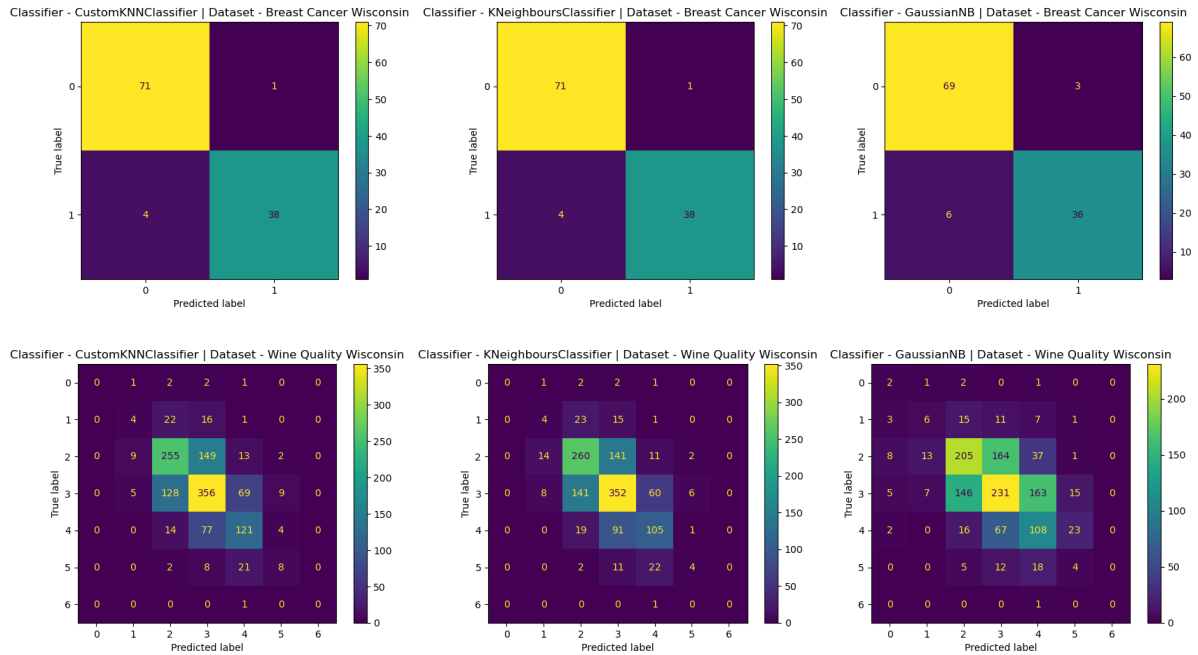 Classifier - CustomKNNClassifier | Dataset - Breast Cancer Wisconsin
0
71
1
1
4
38
0
1
True label
Predicted label
70
60
50
40
30
20
10
Classifier - KNeighboursClassifier | Dataset - Breast Cancer Wisconsin
0
71
1
1
4
38
0
1
True label
Predicted label
70
60
50
40
30
20
10
Classifier - GaussianNB | Dataset - Breast Cancer Wisconsin
0
69
3
1
6
36
0
1
True label
Predicted label
60
50
40
30
20
10
Classifier - CustomKNNClassifier | Dataset - Wine Quality Wisconsin
0 0 1 2 2 1 0 0
1 0 4 22 16 1 0 0
2 0 9 255 149 13 2 0
3 0 5 128 356 69 9 0
4 0 0 14 77 121 4 0
5 0 0 2 8 21 8 0
6 0 0 0 0 1 0 0
0 1 2 3 4 5 6
True label
Predicted label
350
300
250
200
150
100
50
0
Classifier - KNeighboursClassifier | Dataset - Wine Quality Wisconsin
0 0 1 2 2 1 0 0
1 0 4 23 15 1 0 0
2 0 14 260 141 11 2 0
3 0 8 141 352 60 6 0
4 0 0 19 91 105 1 0
5 0 0 2 11 22 4 0
6 0 0 0 0 1 0 0
0 1 2 3 4 5 6
True label
Predicted label
350
300
250
200
150
100
50
0
Classifier - GaussianNB | Dataset - Wine Quality Wisconsin
0 2 1 2 0 1 0 0
1 3 6 15 11 7 1 0
2 8 13 205 164 37 1 0
3 5 7 146 231 163 15 0
4 2 0 16 67 108 23 0
5 0 0 5 12 18 4 0
6 0 0 0 0 1 0 0
0 1 2 3 4 5 6
True label
Predicted label
200
150
100
50
0